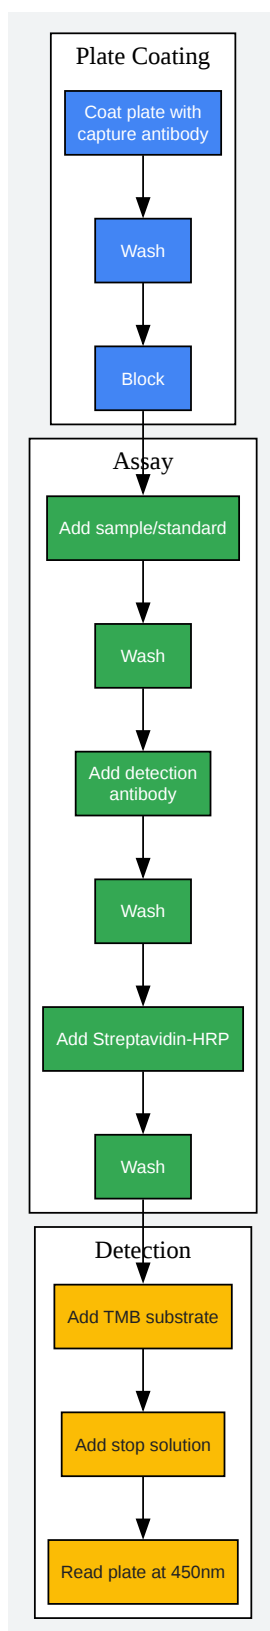 Plate Coating
Coat plate with
capture antibody
Wash
Block
Assay
Add sample/standard
Wash
Add detection
antibody
Wash
Add Streptavidin-HRP
Wash
Detection
Add TMB substrate
Add stop solution
Read plate at 450nm